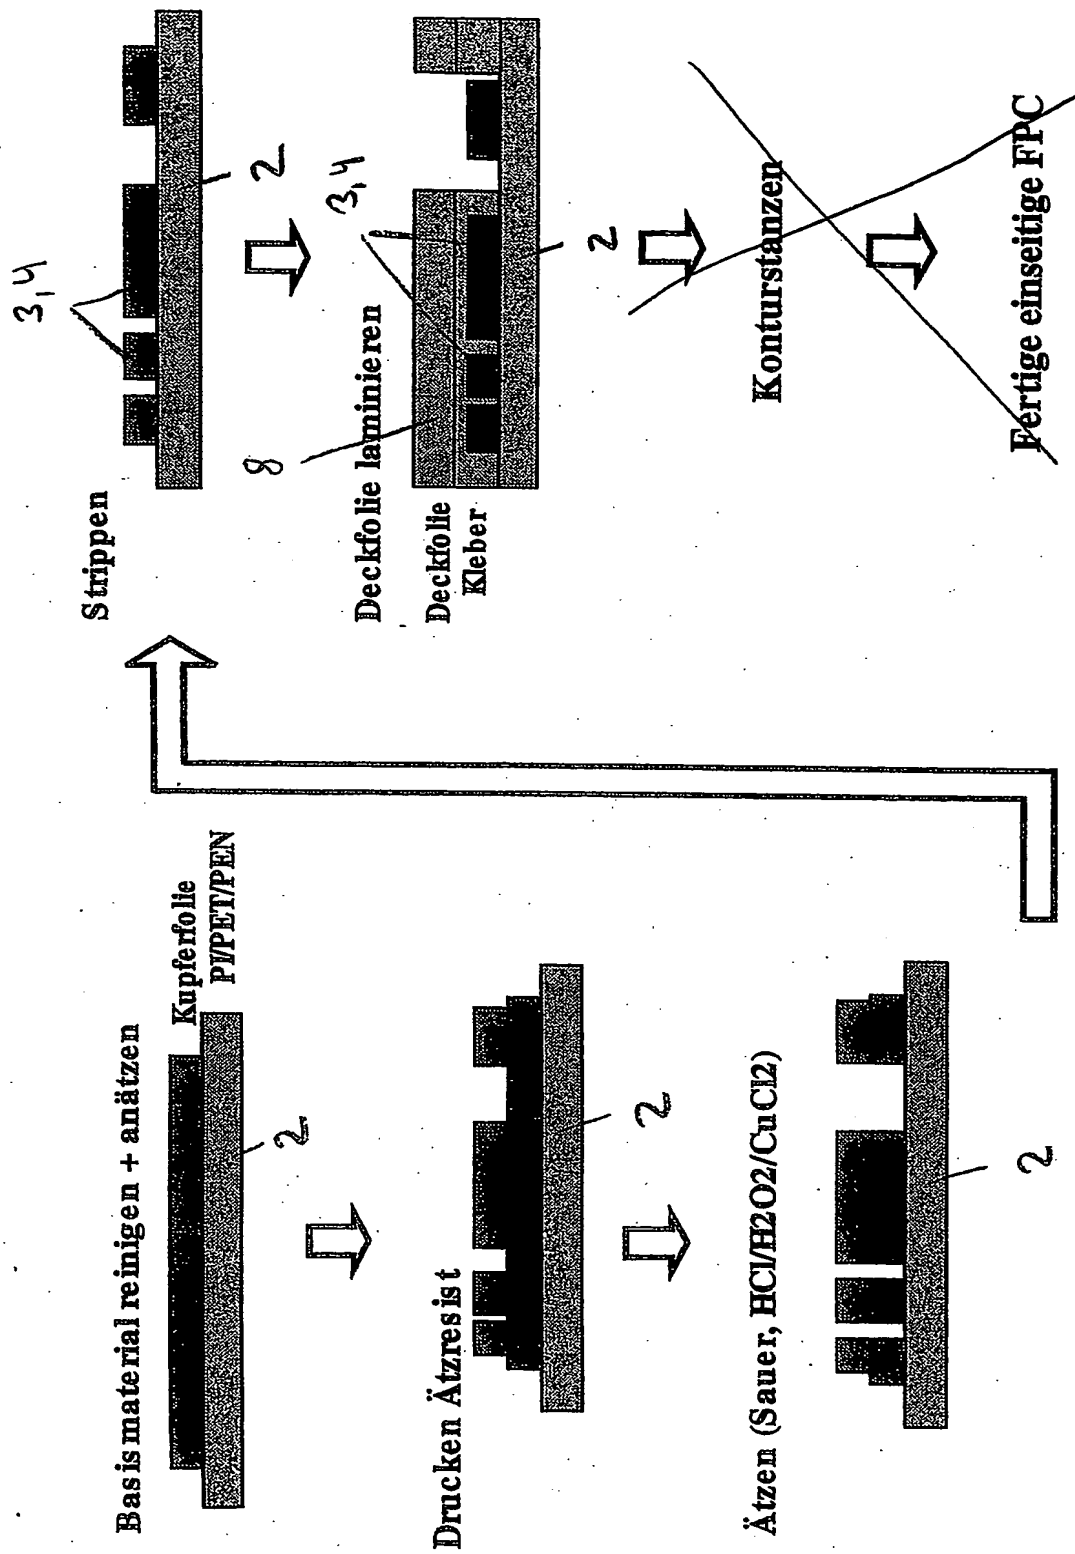 Basismaterial reinigen + anätzen
Kupferfolie
PI/PET/PEN
2
Drucken Ätzresist
2
Ätzen (Sauer, HCl/H2O2/CuCl2)
2
Strippen
3,4
2
Deckfolie laminieren
8
3,4
Deckfolie
Kleber
2
Konturstanzen
Fertige einseitige FPC